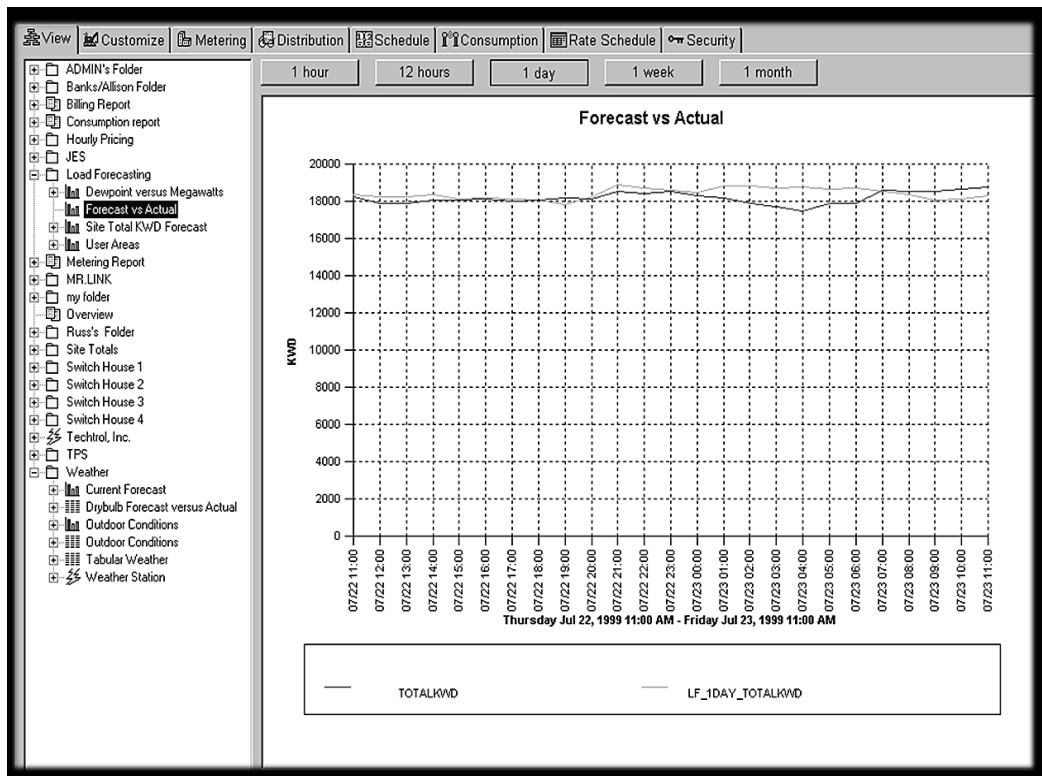 View Customize Metering Distribution Schedule Consumption Rate Schedule Security
ADMIN's Folder
Banks/Allison Folder
Billing Report
Consumption report
Hourly Pricing
JES
Load Forecasting
Dewpoint versus Megawatts
Forecast vs Actual
Site Total KWD Forecast
User Areas
Metering Report
MR.LINK
my folder
Overview
Russ's Folder
Site Totals
Switch House 1
Switch House 2
Switch House 3
Switch House 4
Techtrol, Inc.
TPS
Weather
Current Forecast
Drybulb Forecast versus Actual
Outdoor Conditions
Outdoor Conditions
Tabular Weather
Weather Station
1 hour 12 hours 1 day 1 week 1 month
Forecast vs Actual
20000
18000
16000
14000
12000
10000
8000
6000
4000
2000
0
KWD
07/22 11:00
07/22 12:00
07/22 13:00
07/22 14:00
07/22 15:00
07/22 16:00
07/22 17:00
07/22 18:00
07/22 19:00
07/22 20:00
07/22 21:00
07/22 22:00
07/22 23:00
07/23 00:00
07/23 01:00
07/23 02:00
07/23 03:00
07/23 04:00
07/23 05:00
07/23 06:00
07/23 07:00
07/23 08:00
07/23 09:00
07/23 10:00
07/23 11:00
Thursday Jul 22, 1999 11:00 AM - Friday Jul 23, 1999 11:00 AM
TOTALKWD LF_1DAY_TOTALKWD